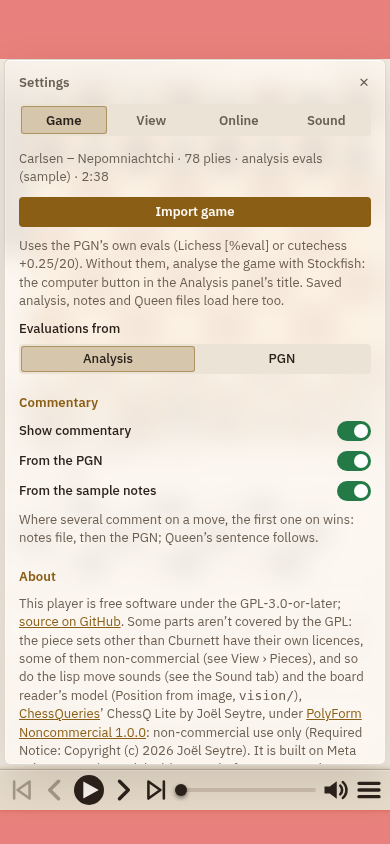 Settings ×
Game View Online Sound
Carlsen – Nepomniachtchi · 78 plies · analysis evals
(sample) · 2:38
Import game
Uses the PGN’s own evals (Lichess [%eval] or cutechess
+0.25/20). Without them, analyse the game with Stockfish:
the computer button in the Analysis panel’s title. Saved
analysis, notes and Queen files load here too.
Evaluations from
Analysis PGN
Commentary
Show commentary
From the PGN
From the sample notes
Where several comment on a move, the first one on wins:
notes file, then the PGN; Queen’s sentence follows.
About
This player is free software under the GPL-3.0-or-later;
source on GitHub. Some parts aren’t covered by the GPL:
the piece sets other than Cburnett have their own licences,
some of them non-commercial (see View › Pieces), and so
do the lisp move sounds (see the Sound tab) and the board
reader’s model (Position from image, vision/),
ChessQueries’ ChessQ Lite by Joël Seytre, under PolyForm
Noncommercial 1.0.0: non-commercial use only (Required
Notice: Copyright (c) 2026 Joël Seytre). It is built on Meta